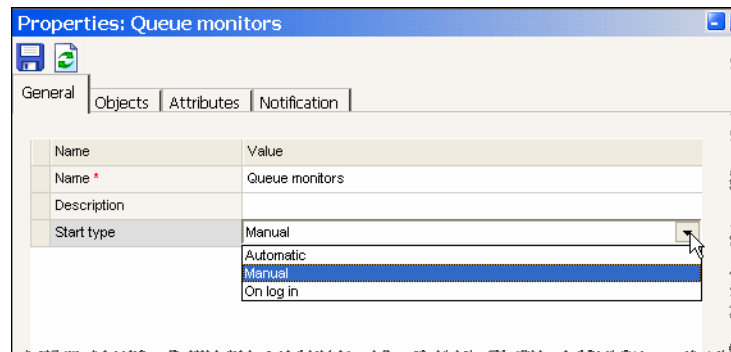 Properties: Queue monitors
General Objects Attributes Notification
Name Value
Name * Queue monitors
Description
Start type Manual
Automatic
Manual
On log in